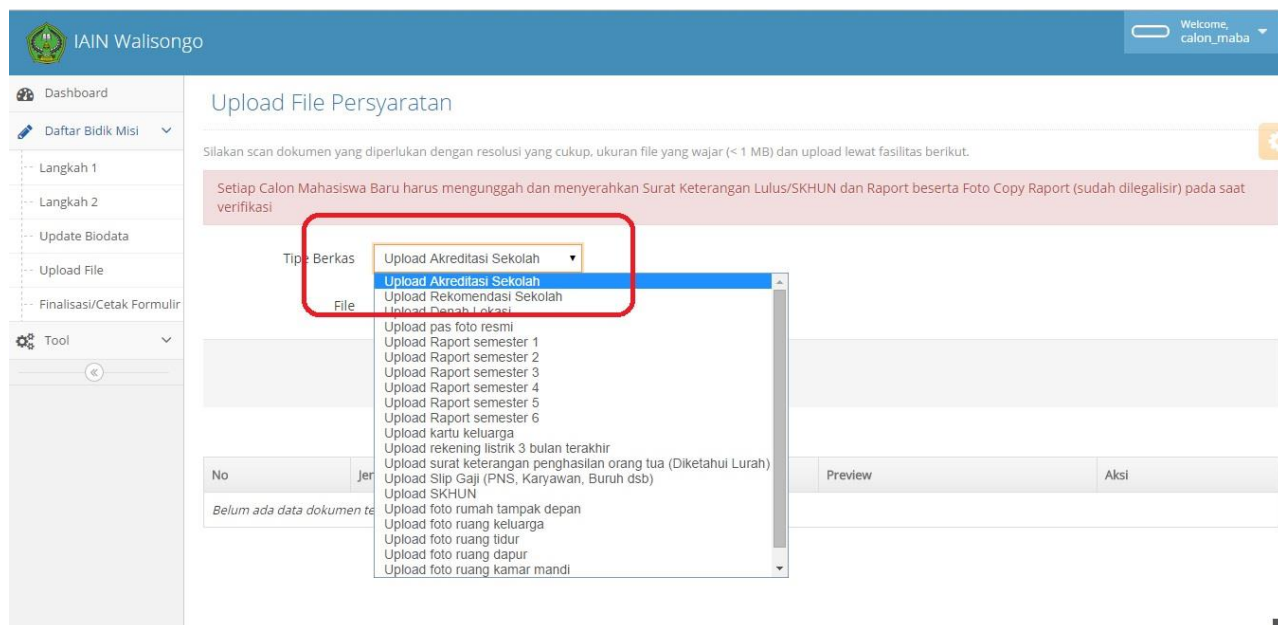 IAIN Walisongo
Welcome,
calon_maba
Dashboard
Daftar Bidik Misi
Langkah 1
Langkah 2
Update Biodata
Upload File
Finalisasi/Cetak Formulir
Tool
Upload File Persyaratan
Silakan scan dokumen yang diperlukan dengan resolusi yang cukup, ukuran file yang wajar (< 1 MB) dan upload lewat fasilitas berikut.
Setiap Calon Mahasiswa Baru harus mengunggah dan menyerahkan Surat Keterangan Lulus/SKHUN dan Raport beserta Foto Copy Raport (sudah dilegalisir) pada saat
verifikasi
Tipe Berkas
Upload Akreditasi Sekolah
File
Upload Akreditasi Sekolah
Upload Rekomendasi Sekolah
Upload Denah Lokasi
Upload pas foto resmi
Upload Raport semester 1
Upload Raport semester 2
Upload Raport semester 3
Upload Raport semester 4
Upload Raport semester 5
Upload Raport semester 6
Upload kartu keluarga
Upload rekening listrik 3 bulan terakhir
Upload surat keterangan penghasilan orang tua (Diketahui Lurah)
Upload Slip Gaji (PNS, Karyawan, Buruh dsb)
Upload SKHUN
Upload foto rumah tampak depan
Upload foto ruang keluarga
Upload foto ruang tidur
Upload foto ruang dapur
Upload foto ruang kamar mandi
No
Preview
Aksi
Belum ada data dokumen